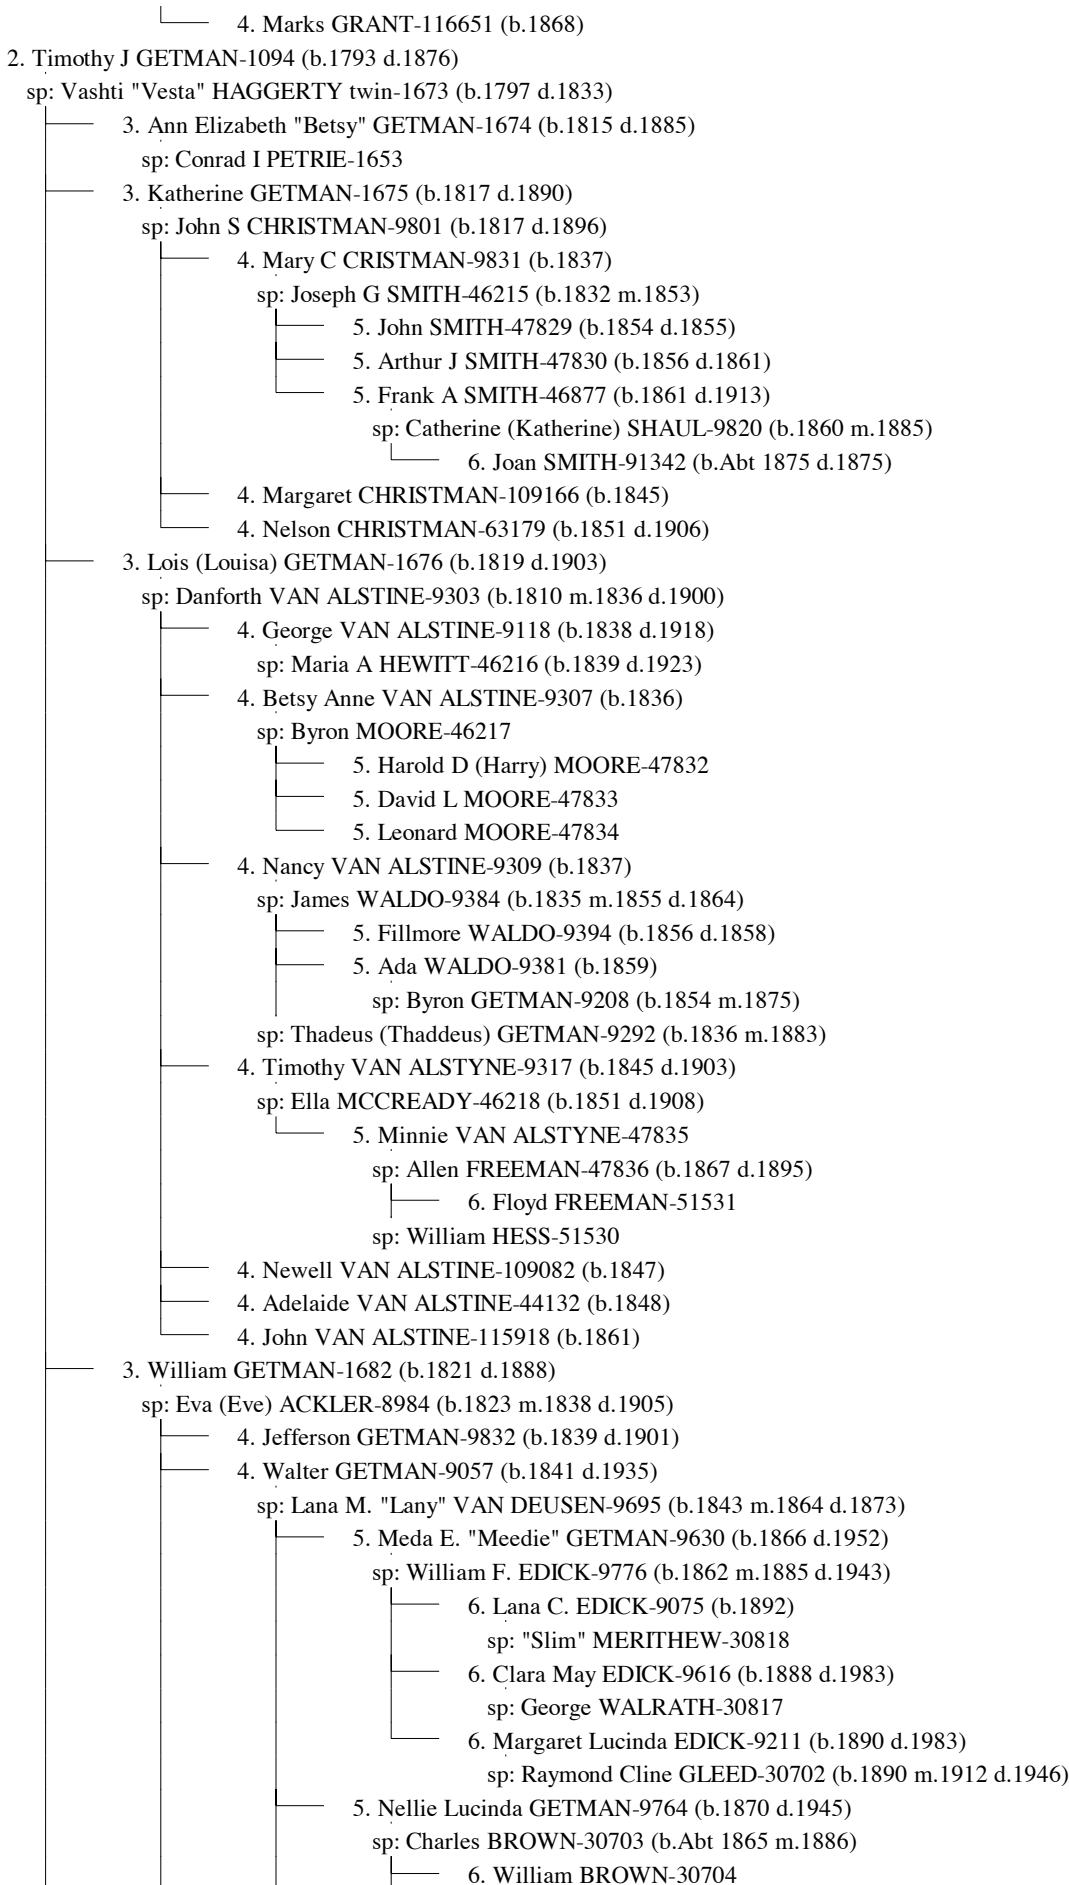 4. Marks GRANT-116651 (b.1868)
2. Timothy J GETMAN-1094 (b.1793 d.1876)
sp: Vashti "Vesta" HAGGERTY twin-1673 (b.1797 d.1833)
3. Ann Elizabeth "Betsy" GETMAN-1674 (b.1815 d.1885)
sp: Conrad I PETRIE-1653
3. Katherine GETMAN-1675 (b.1817 d.1890)
sp: John S CHRISTMAN-9801 (b.1817 d.1896)
4. Mary C CRISTMAN-9831 (b.1837)
sp: Joseph G SMITH-46215 (b.1832 m.1853)
5. John SMITH-47829 (b.1854 d.1855)
5. Arthur J SMITH-47830 (b.1856 d.1861)
5. Frank A SMITH-46877 (b.1861 d.1913)
sp: Catherine (Katherine) SHAUL-9820 (b.1860 m.1885)
6. Joan SMITH-91342 (b.Abt 1875 d.1875)
4. Margaret CHRISTMAN-109166 (b.1845)
4. Nelson CHRISTMAN-63179 (b.1851 d.1906)
3. Lois (Louisa) GETMAN-1676 (b.1819 d.1903)
sp: Danforth VAN ALSTINE-9303 (b.1810 m.1836 d.1900)
4. George VAN ALSTINE-9118 (b.1838 d.1918)
sp: Maria A HEWITT-46216 (b.1839 d.1923)
4. Betsy Anne VAN ALSTINE-9307 (b.1836)
sp: Byron MOORE-46217
5. Harold D (Harry) MOORE-47832
5. David L MOORE-47833
5. Leonard MOORE-47834
4. Nancy VAN ALSTINE-9309 (b.1837)
sp: James WALDO-9384 (b.1835 m.1855 d.1864)
5. Fillmore WALDO-9394 (b.1856 d.1858)
5. Ada WALDO-9381 (b.1859)
sp: Byron GETMAN-9208 (b.1854 m.1875)
sp: Thadeus (Thaddeus) GETMAN-9292 (b.1836 m.1883)
4. Timothy VAN ALSTYNE-9317 (b.1845 d.1903)
sp: Ella MCCREADY-46218 (b.1851 d.1908)
5. Minnie VAN ALSTYNE-47835
sp: Allen FREEMAN-47836 (b.1867 d.1895)
6. Floyd FREEMAN-51531
sp: William HESS-51530
4. Newell VAN ALSTINE-109082 (b.1847)
4. Adelaide VAN ALSTINE-44132 (b.1848)
4. John VAN ALSTINE-115918 (b.1861)
3. William GETMAN-1682 (b.1821 d.1888)
sp: Eva (Eve) ACKLER-8984 (b.1823 m.1838 d.1905)
4. Jefferson GETMAN-9832 (b.1839 d.1901)
4. Walter GETMAN-9057 (b.1841 d.1935)
sp: Lana M. "Lany" VAN DEUSEN-9695 (b.1843 m.1864 d.1873)
5. Meda E. "Meedie" GETMAN-9630 (b.1866 d.1952)
sp: William F. EDICK-9776 (b.1862 m.1885 d.1943)
6. Lana C. EDICK-9075 (b.1892)
sp: "Slim" MERITHEW-30818
6. Clara May EDICK-9616 (b.1888 d.1983)
sp: George WALRATH-30817
6. Margaret Lucinda EDICK-9211 (b.1890 d.1983)
sp: Raymond Cline GLEED-30702 (b.1890 m.1912 d.1946)
5. Nellie Lucinda GETMAN-9764 (b.1870 d.1945)
sp: Charles BROWN-30703 (b.Abt 1865 m.1886)
6. William BROWN-30704